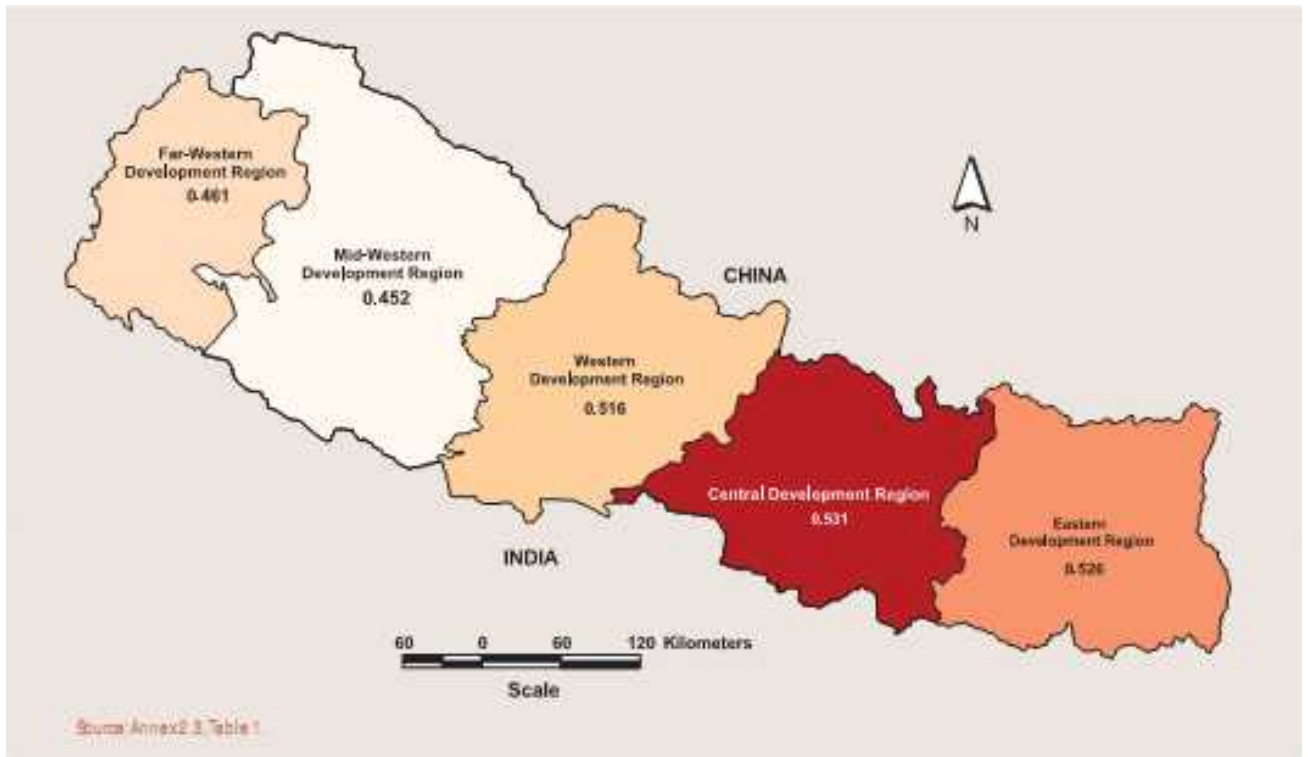 Far-Western
Development Region
0.461
Mid-Western
Development Region
0.452
CHINA
N
Western
Development Region
0.516
Central Development Region
0.531
Eastern
Development Region
0.526
INDIA
60 0 60 120 Kilometers
Scale
Source: Annex 2.3, Table 1.